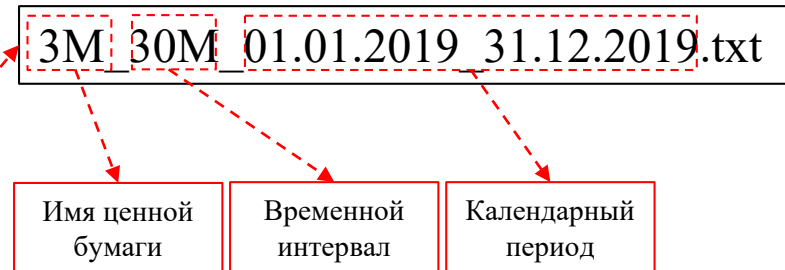 3M_30M_01.01.2019_31.12.2019.txt
Имя ценной
бумаги
Временной
интервал
Календарный
период